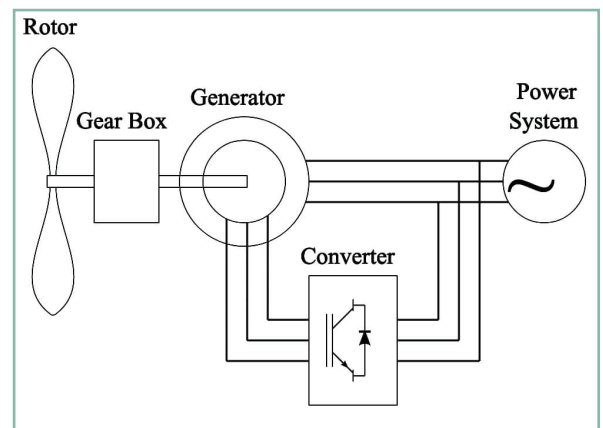 Rotor
Gear Box
Generator
Power
System
Converter